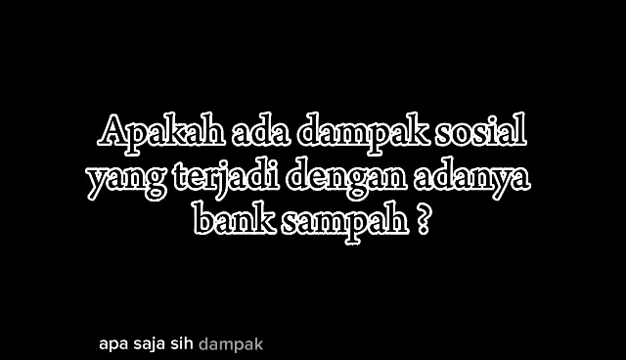 Apakah ada dampak sosial
yang terjadi dengan adanya
bank sampah ?
apa saja sih dampak